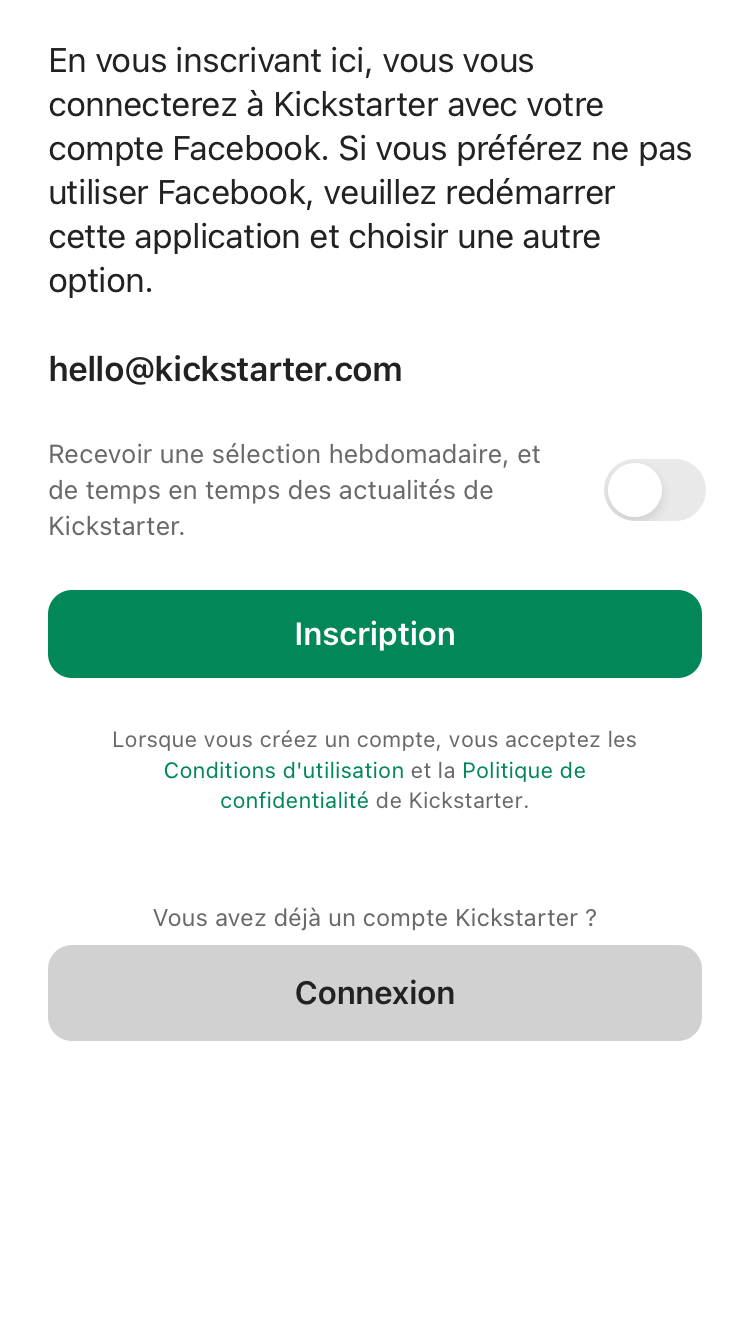 En vous inscrivant ici, vous vous
connecterez à Kickstarter avec votre
compte Facebook. Si vous préférez ne pas
utiliser Facebook, veuillez redémarrer
cette application et choisir une autre
option.
hello@kickstarter.com
Recevoir une sélection hebdomadaire, et
de temps en temps des actualités de
Kickstarter.
Inscription
Lorsque vous créez un compte, vous acceptez les
Conditions d'utilisation et la Politique de
confidentialité de Kickstarter.
Vous avez déjà un compte Kickstarter ?
Connexion